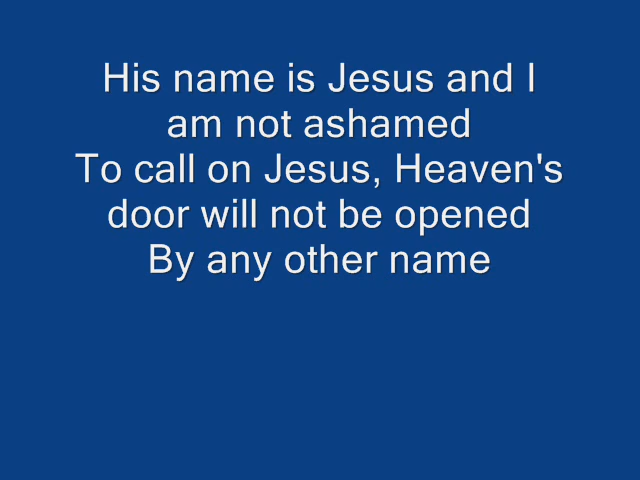 His name is Jesus and I
am not ashamed
To call on Jesus, Heaven's
door will not be opened
By any other name